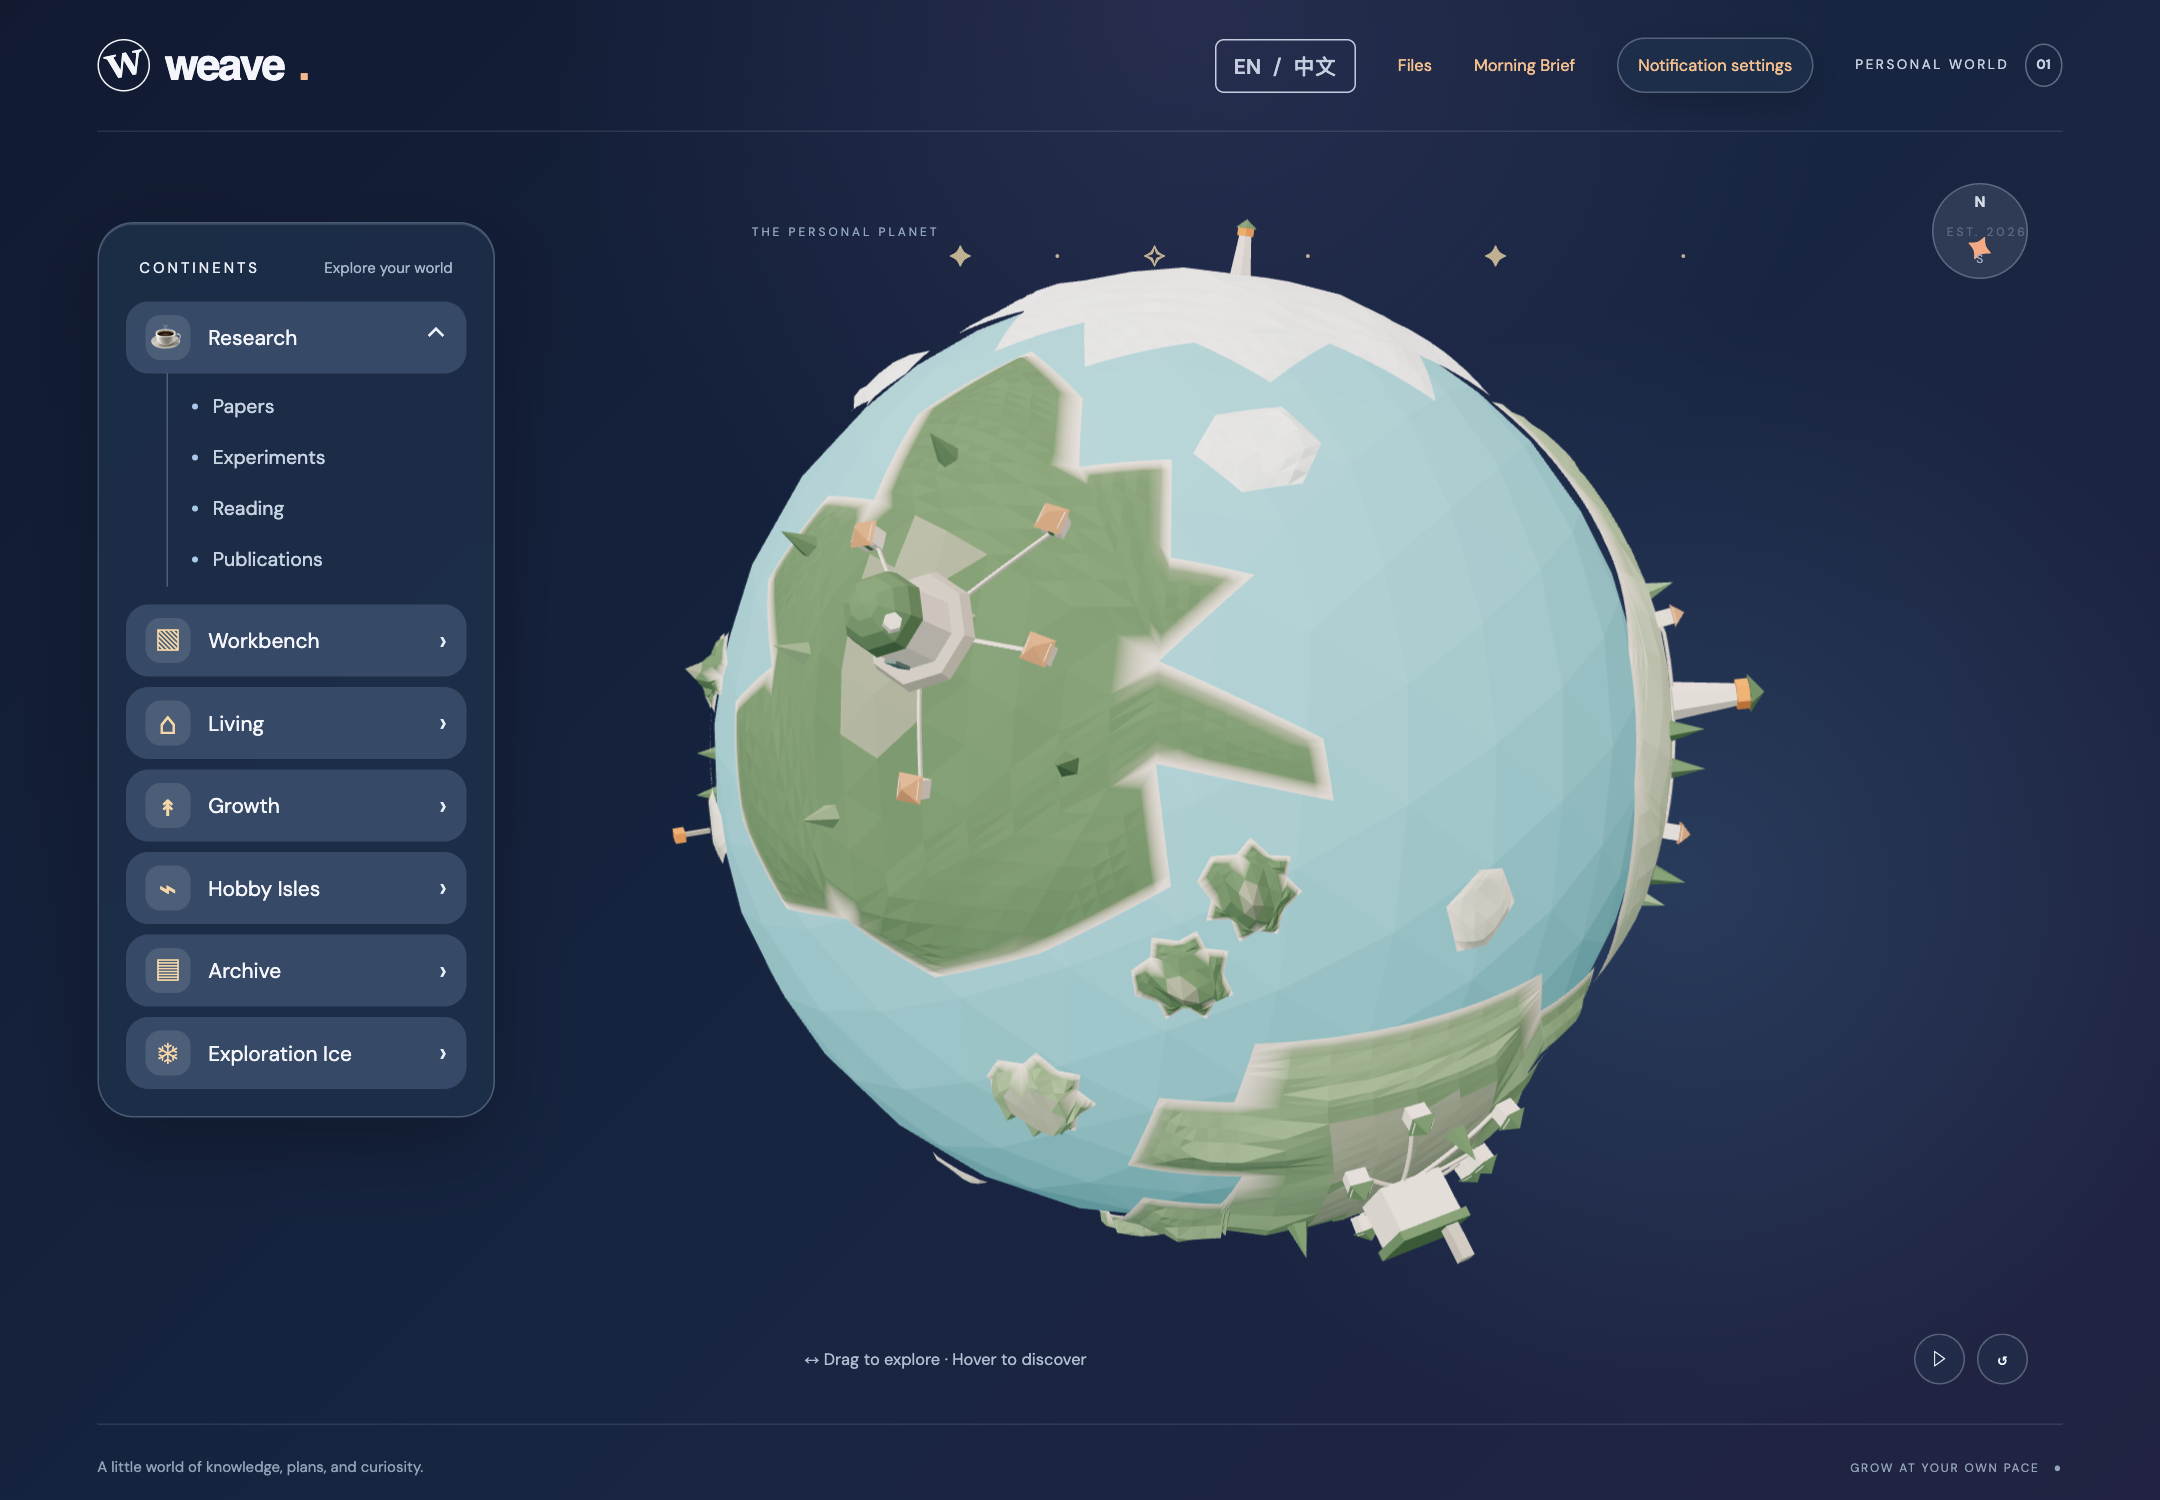 W weave .
EN / 中文
Files
Morning Brief
Notification settings
PERSONAL WORLD 01
CONTINENTS
Explore your world
Research
Papers
Experiments
Reading
Publications
Workbench
Living
Growth
Hobby Isles
Archive
Exploration Ice
THE PERSONAL PLANET
N
EST. 2026
S
↔ Drag to explore · Hover to discover
A little world of knowledge, plans, and curiosity.
GROW AT YOUR OWN PACE